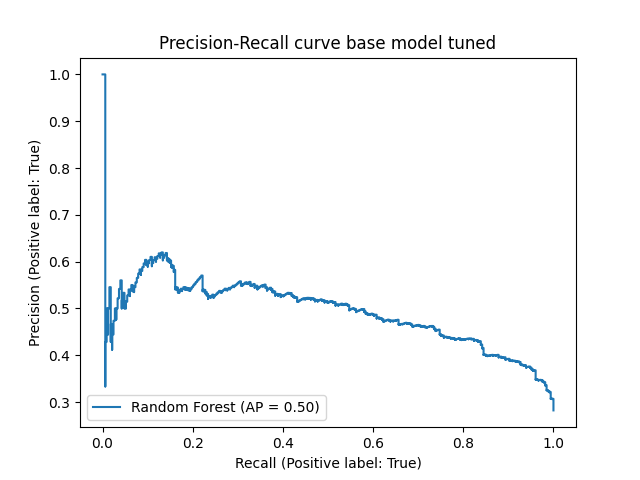 Precision-Recall curve base model tuned
1.0
0.9
0.8
0.7
0.6
0.5
0.4
0.3
Precision (Positive label: True)
Random Forest (AP = 0.50)
0.0 0.2 0.4 0.6 0.8 1.0
Recall (Positive label: True)